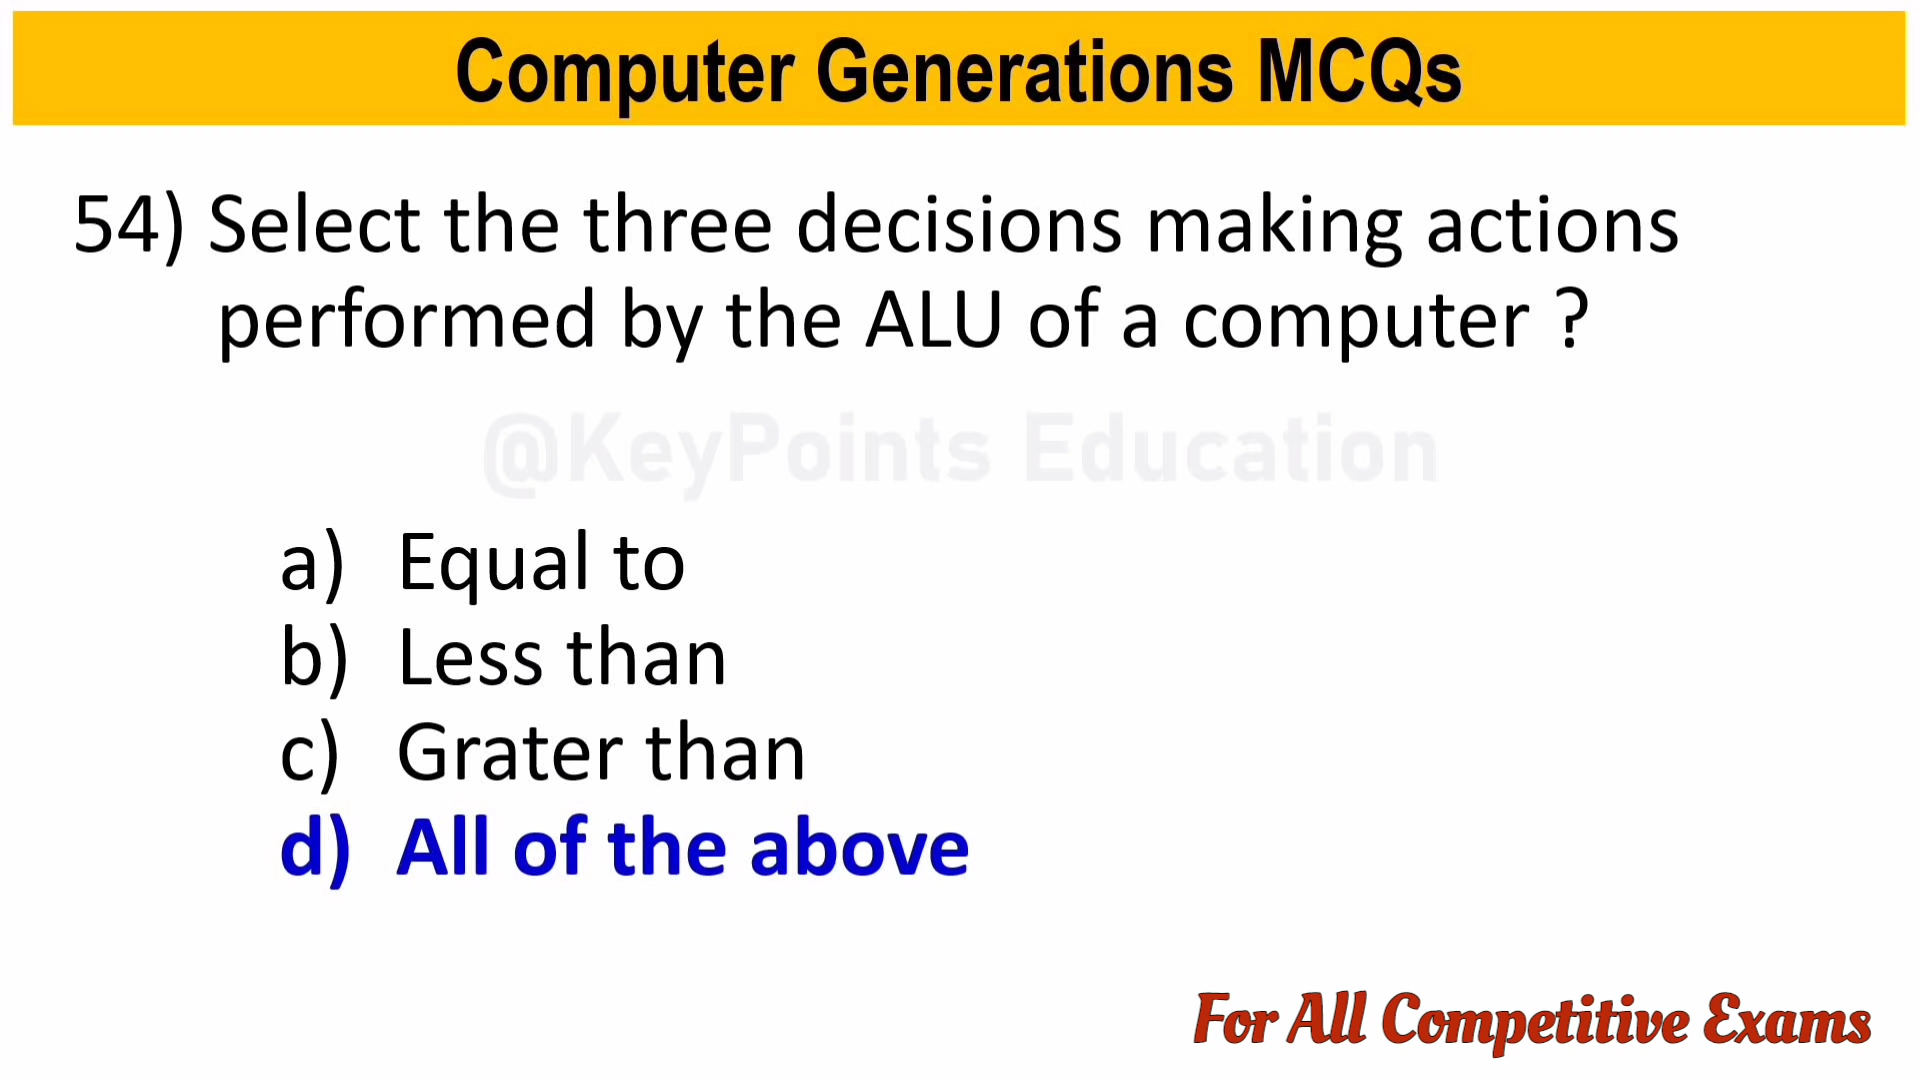 Computer Generations MCQs
54) Select the three decisions making actions
performed by the ALU of a computer ?
@KeyPoints Education
a) Equal to
b) Less than
c) Grater than
d) All of the above
For All Competitive Exams